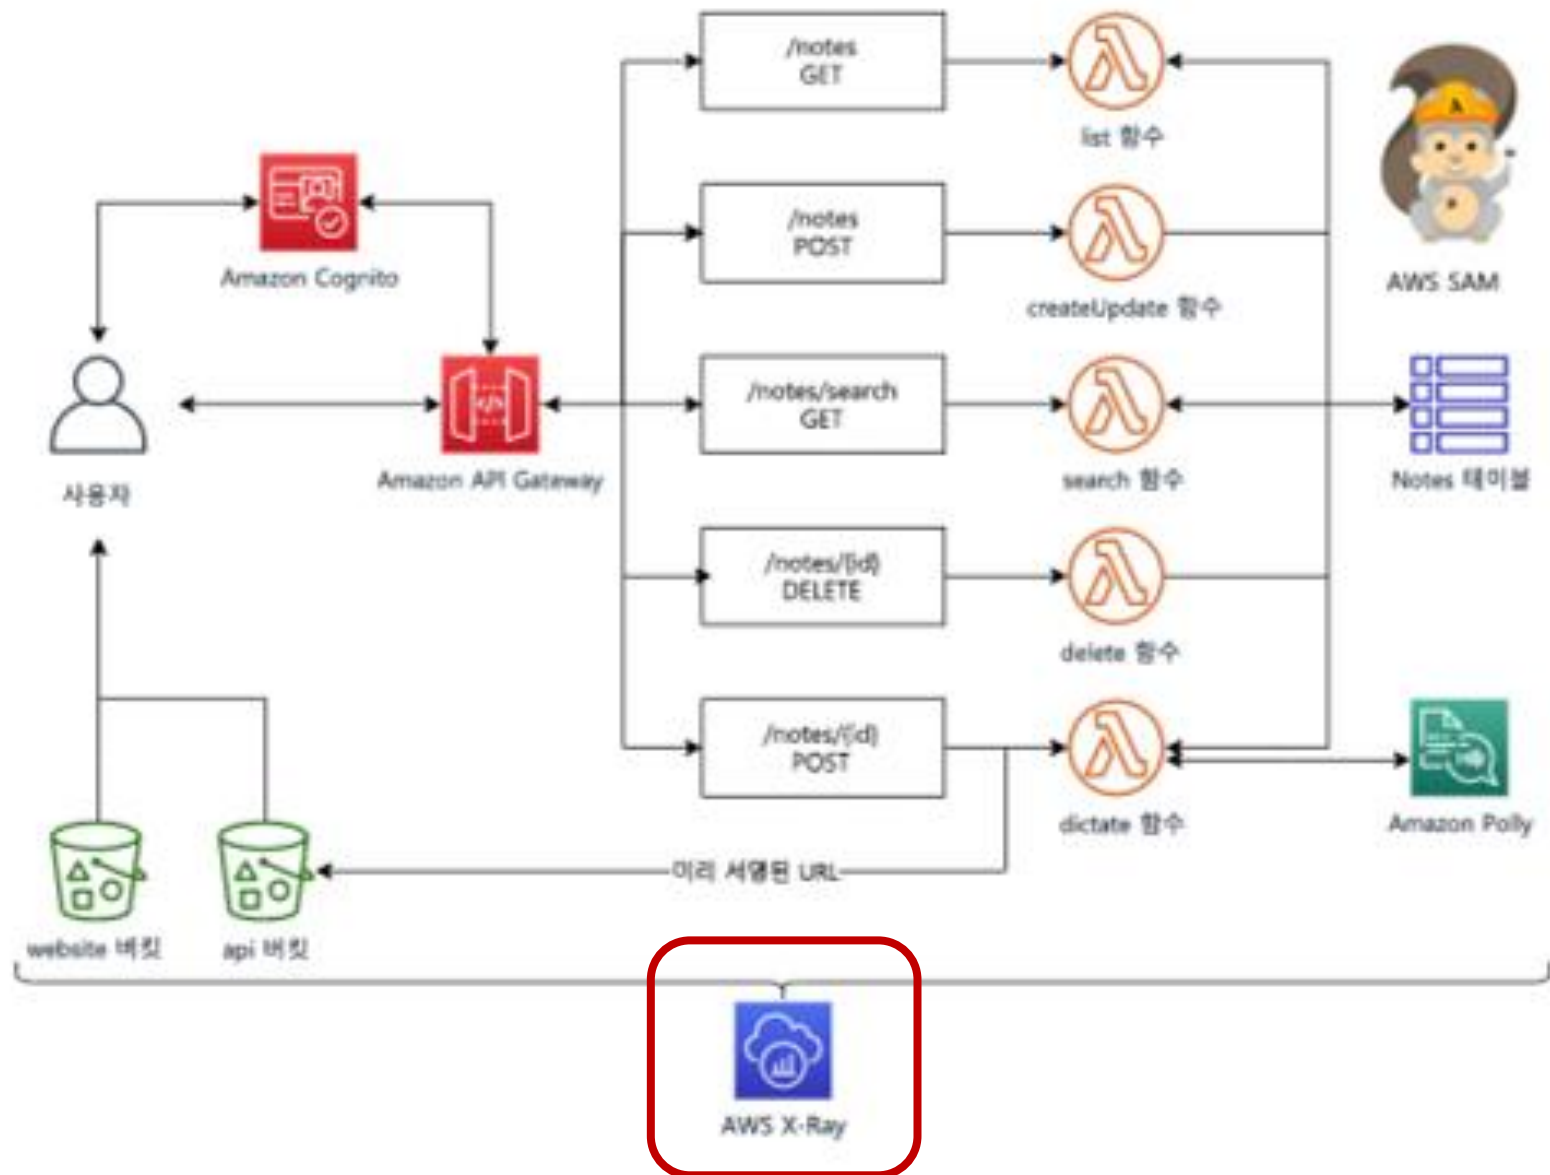 /notes
GET
list 함수
Amazon Cognito
/notes
POST
createUpdate 함수
AWS SAM
사용자
Amazon API Gateway
/notes/search
GET
search 함수
Notes 테이블
/notes/{id}
DELETE
delete 함수
/notes/{id}
POST
dictate 함수
Amazon Polly
미리 서명된 URL
website 버킷
api 버킷
AWS X-Ray